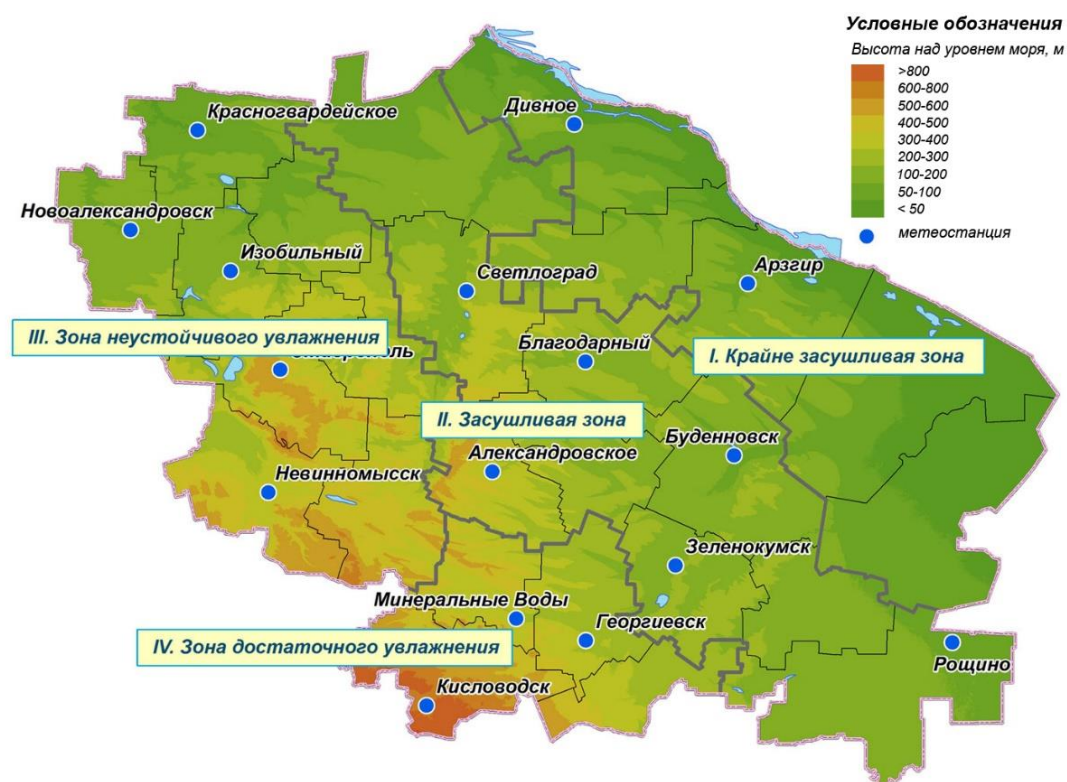 Условные обозначения
Высота над уровнем моря, м
>800
600-800
500-600
400-500
300-400
200-300
100-200
50-100
< 50
метеостанция
Красногвардейское
Дивное
Новоалександровск
Изобильный
Светлоград
Арзгир
III. Зона неустойчивого увлажнения
Благодарный
I. Крайне засушливая зона
II. Засушливая зона
Буденновск
Александровское
Невинномысск
Зеленокумск
Минеральные Воды
Георгиевск
IV. Зона достаточного увлажнения
Рощино
Кисловодск